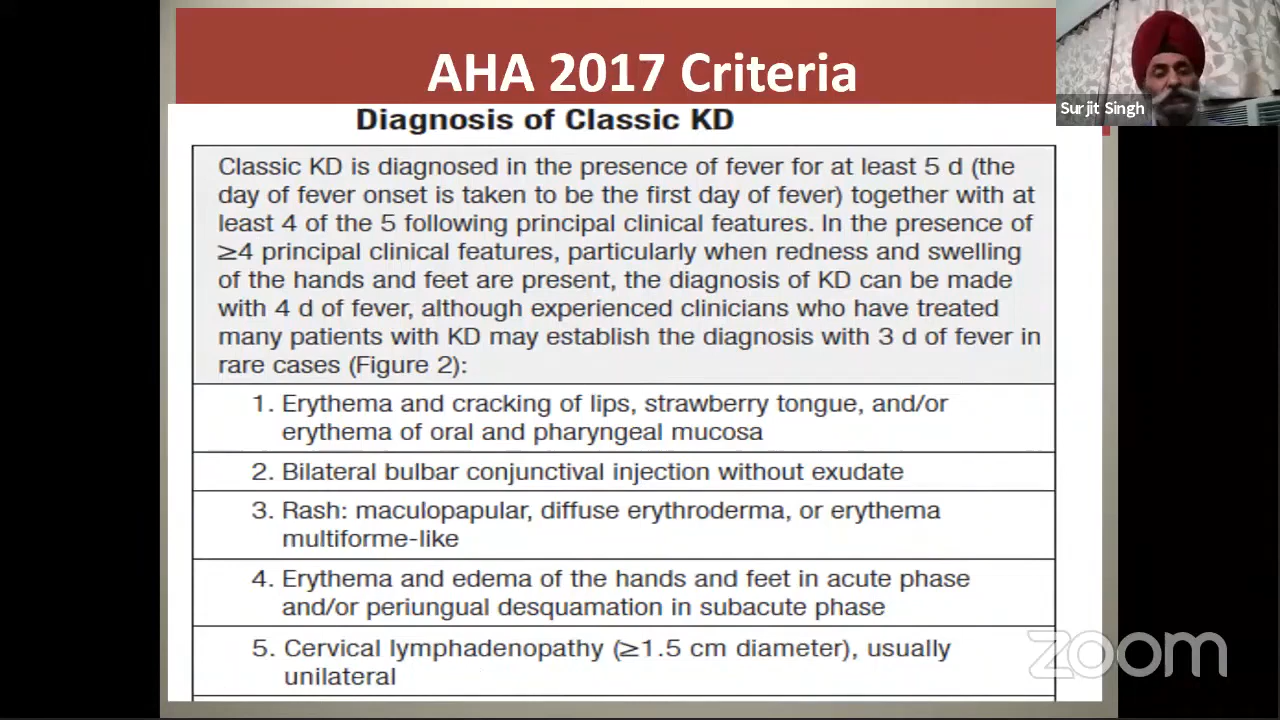 AHA 2017 Criteria
Surjit Singh
Diagnosis of Classic KD
Classic KD is diagnosed in the presence of fever for at least 5 d (the
day of fever onset is taken to be the first day of fever) together with at
least 4 of the 5 following principal clinical features. In the presence of
≥4 principal clinical features, particularly when redness and swelling
of the hands and feet are present, the diagnosis of KD can be made
with 4 d of fever, although experienced clinicians who have treated
many patients with KD may establish the diagnosis with 3 d of fever in
rare cases (Figure 2):
1. Erythema and cracking of lips, strawberry tongue, and/or
erythema of oral and pharyngeal mucosa
2. Bilateral bulbar conjunctival injection without exudate
3. Rash: maculopapular, diffuse erythroderma, or erythema
multiforme-like
4. Erythema and edema of the hands and feet in acute phase
and/or periungual desquamation in subacute phase
5. Cervical lymphadenopathy (≥1.5 cm diameter), usually
unilateral
zoom